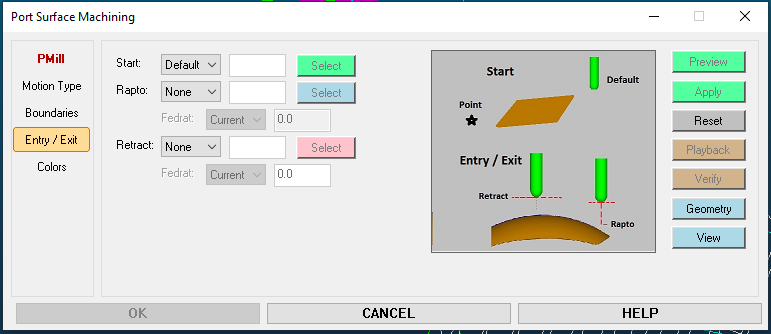 Port Surface Machining
PMill
Motion Type
Boundaries
Entry / Exit
Colors
Start: Default Select
Rapto: None Select
Fedrat: Current 0.0
Retract: None Select
Fedrat: Current 0.0
Start
Default
Point
Entry / Exit
Retract
Rapto
Preview
Apply
Reset
Playback
Verify
Geometry
View
OK CANCEL HELP